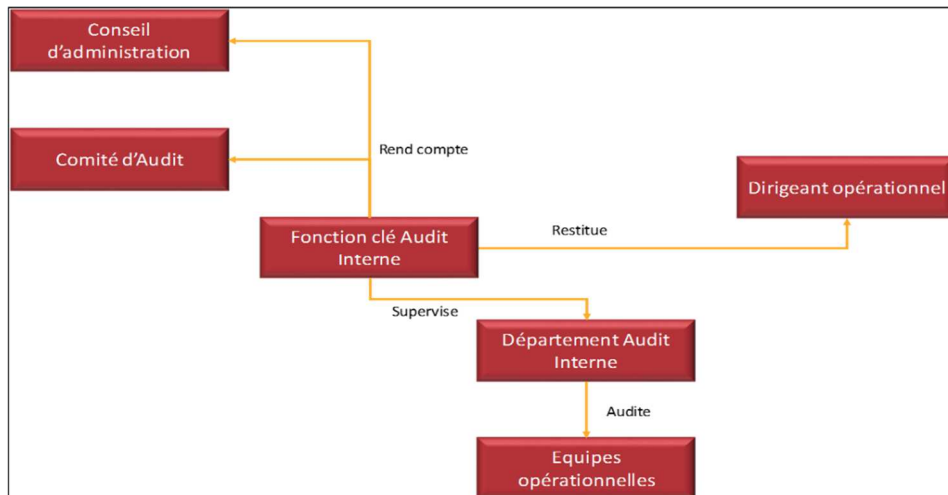 Conseil
d’administration
Comité d’Audit
Rend compte
Dirigeant opérationnel
Fonction clé Audit
Interne
Restitue
Supervise
Département Audit
Interne
Audite
Equipes
opérationnelles